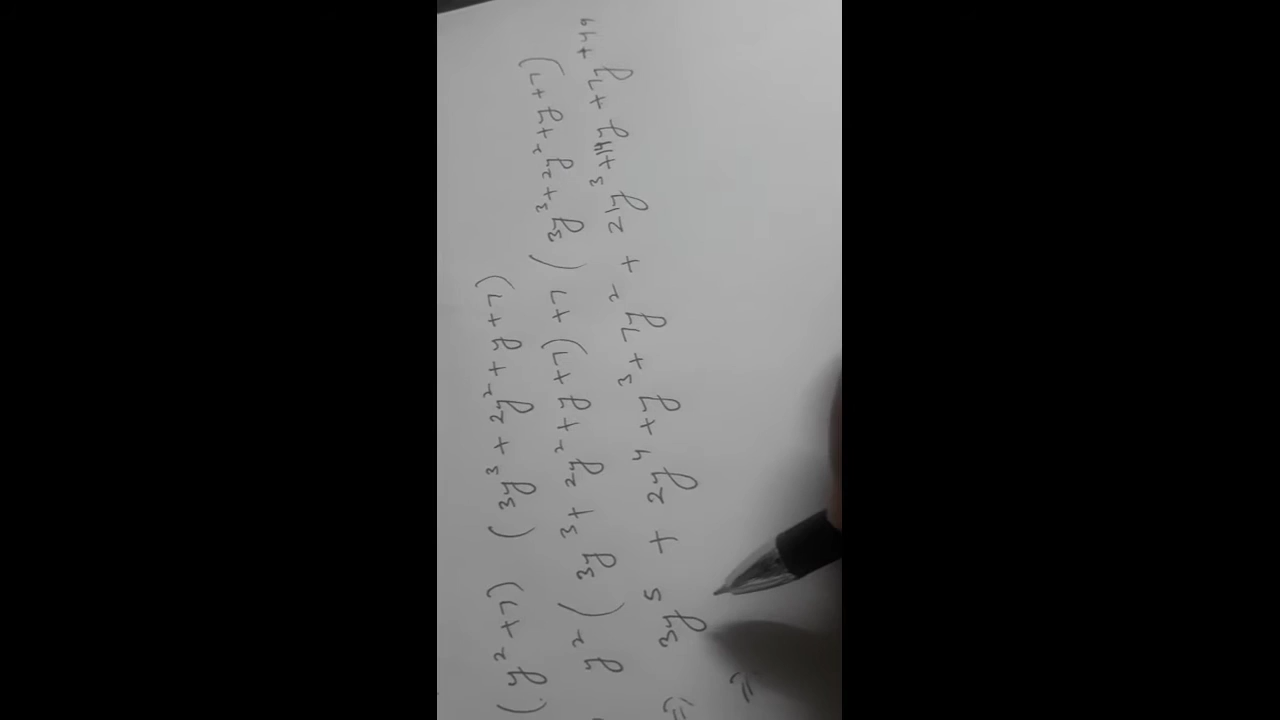 (y² + 7) (3y³ + 2y² + y + 7)
y² (3y³ + 2y² + y + 7) + 7 (3y³ + 2y² + y + 7)
⇒ 3y⁵ + 2y⁴ + y³ + 7y² + 21y³ + 14y + 7y + 49
⇒